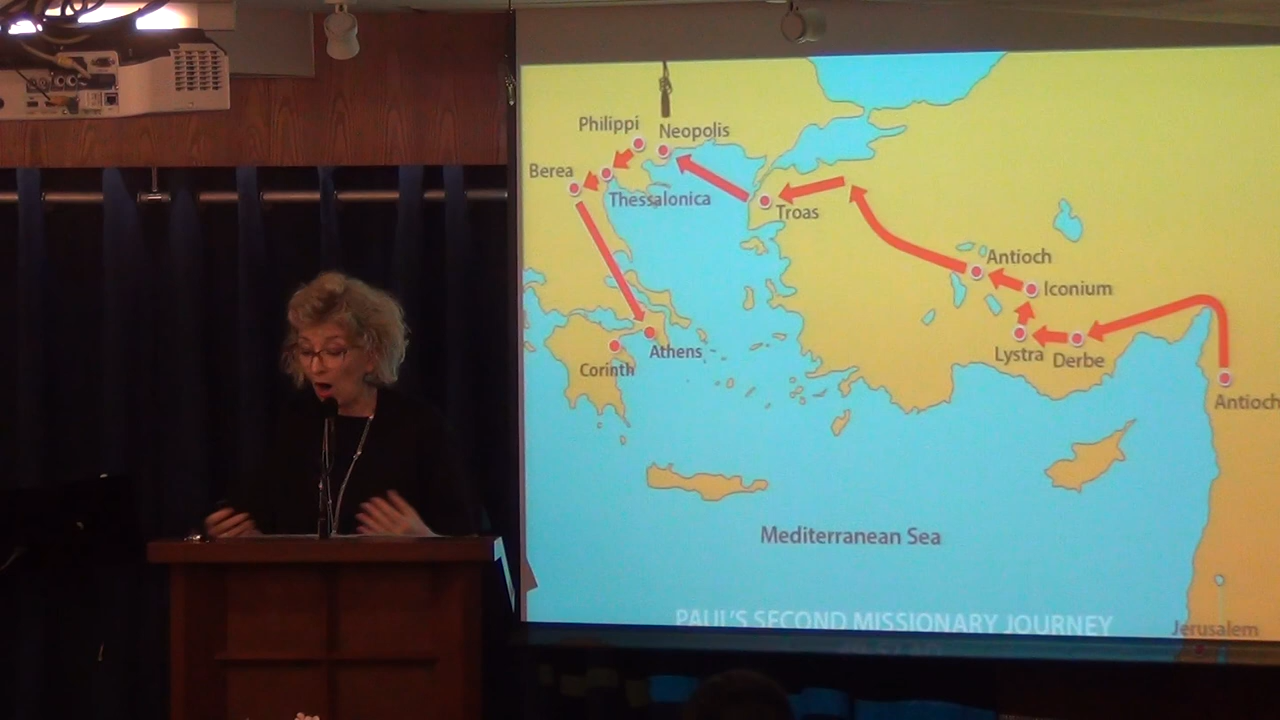 Philippi
Neopolis
Berea
Thessalonica
Troas
Antioch
Iconium
Lystra
Derbe
Athens
Corinth
Antioch
Mediterranean Sea
PAUL'S SECOND MISSIONARY JOURNEY
Jerusalem